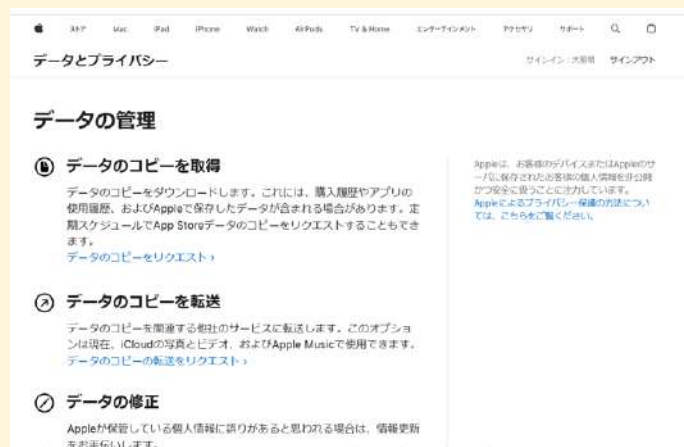 ストア Mac iPad iPhone Watch AirPods TV & Home エンターテインメント アクセサリ サポート
データとプライバシー
サインイン： サインアウト
データの管理
データのコピーを取得
データのコピーをダウンロードします。これには、購入履歴やアプリの
使用履歴、およびAppleで保存したデータが含まれる場合があります。定
期スケジュールでApp Storeデータのコピーをリクエストすることもでき
ます。
データのコピーをリクエスト ›
データのコピーを転送
データのコピーを関連する他社のサービスに転送します。このオプショ
ンは現在、iCloudの写真とビデオ、およびApple Musicで使用できます。
データのコピーの転送をリクエスト ›
データの修正
Appleが保管している個人情報に誤りがあると思われる場合は、情報更新
をお手伝いします。
Appleは、お客様のデバイスまたはAppleのサ
ーバに保存されたお客様の個人情報を非公開
かつ安全に扱うことに注力しています。
Appleによるプライバシー保護の方法につい
ては、こちらをご覧ください。